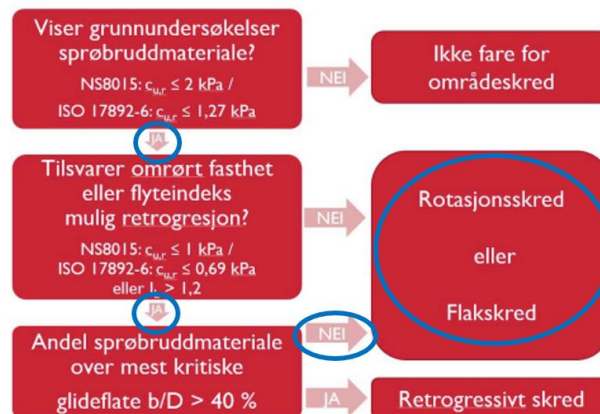 Viser grunnundersøkelser
sprøbruddmateriale?
NS8015: cu,r ≤ 2 kPa /
ISO 17892-6: cu,r ≤ 1,27 kPa
NEI
Ikke fare for
områdeskred
JA
Tilsvarer omrørt fasthet
eller flyteindeks
mulig retrogresjon?
NS8015: cu,r ≤ 1 kPa /
ISO 17892-6: cu,r ≤ 0,69 kPa
eller IL > 1,2
NEI
Rotasjonsskred
eller
Flakskred
JA
Andel sprøbruddmateriale
over mest kritiske
glideflate b/D > 40 %
NEI
JA
Retrogressivt skred